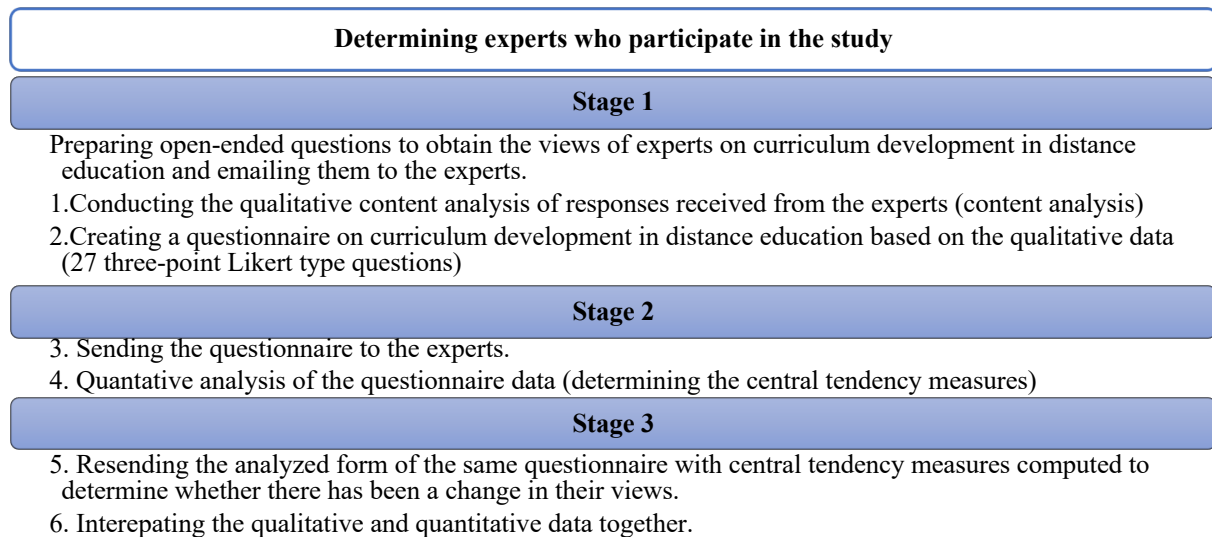 Determining experts who participate in the study
Stage 1
Preparing open-ended questions to obtain the views of experts on curriculum development in distance
education and emailing them to the experts.
1.Conducting the qualitative content analysis of responses received from the experts (content analysis)
2.Creating a questionnaire on curriculum development in distance education based on the qualitative data
(27 three-point Likert type questions)
Stage 2
3. Sending the questionnaire to the experts.
4. Quantative analysis of the questionnaire data (determining the central tendency measures)
Stage 3
5. Resending the analyzed form of the same questionnaire with central tendency measures computed to
determine whether there has been a change in their views.
6. Interepating the qualitative and quantitative data together.